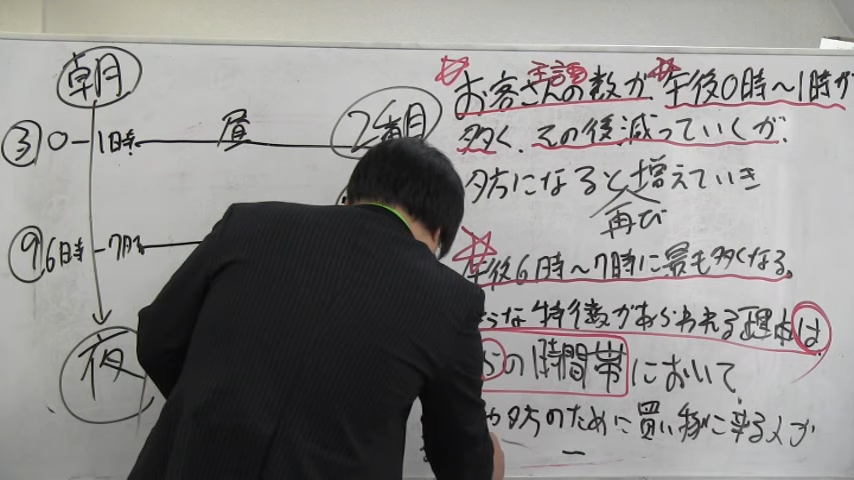 朝
③ 0-1時 昼 2番目
⑨ 6時-7時
夜
主語
お客さんの数が 午後0時〜1時が
多く、その後減っていくが、
夕方になると増えていき
再び
午後6時〜7時に最も多くなる。
うな特徴があらわれる理由は
らの時間帯において、
や夕方のために買い物に来る人が